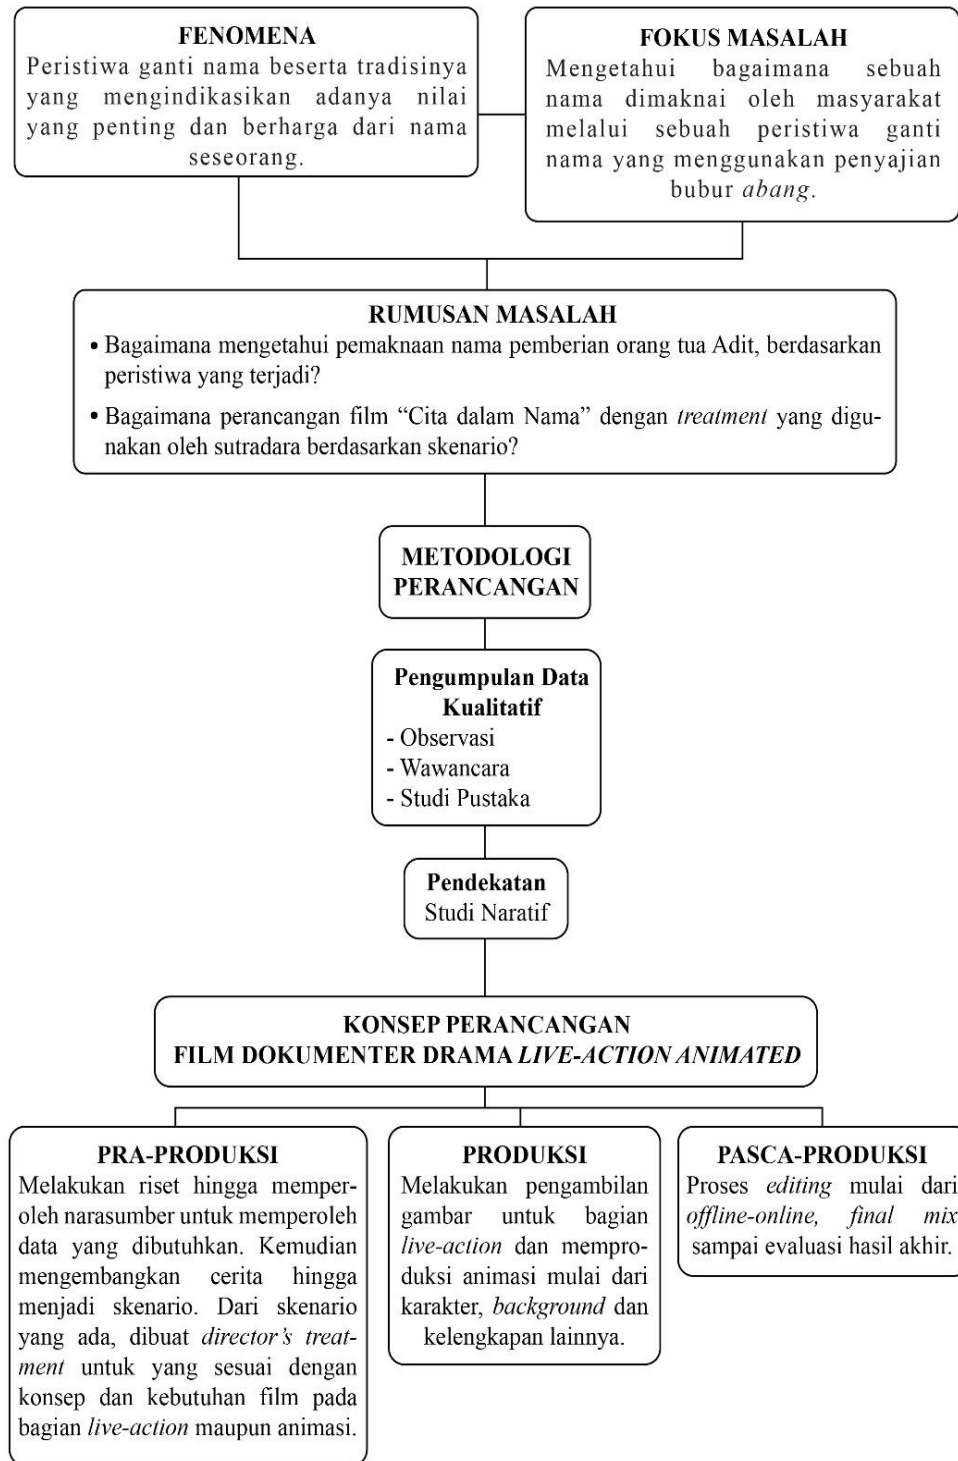 FENOMENA
Peristiwa ganti nama beserta tradisinya
yang mengindikasikan adanya nilai
yang penting dan berharga dari nama
seseorang.
FOKUS MASALAH
Mengetahui bagaimana sebuah
nama dimaknai oleh masyarakat
melalui sebuah peristiwa ganti
nama yang menggunakan penyajian
bubur abang.
RUMUSAN MASALAH
• Bagaimana mengetahui pemaknaan nama pemberian orang tua Adit, berdasarkan
peristiwa yang terjadi?
• Bagaimana perancangan film “Cita dalam Nama” dengan treatment yang digu-
nakan oleh sutradara berdasarkan skenario?
METODOLOGI
PERANCANGAN
Pengumpulan Data
Kualitatif
- Observasi
- Wawancara
- Studi Pustaka
Pendekatan
Studi Naratif
KONSEP PERANCANGAN
FILM DOKUMENTER DRAMA LIVE-ACTION ANIMATED
PRA-PRODUKSI
Melakukan riset hingga memper-
oleh narasumber untuk memperoleh
data yang dibutuhkan. Kemudian
mengembangkan cerita hingga
menjadi skenario. Dari skenario
yang ada, dibuat director’s treat-
ment untuk yang sesuai dengan
konsep dan kebutuhan film pada
bagian live-action maupun animasi.
PRODUKSI
Melakukan pengambilan
gambar untuk bagian
live-action dan mempro-
duksi animasi mulai dari
karakter, background dan
kelengkapan lainnya.
PASCA-PRODUKSI
Proses editing mulai dari
offline-online, final mix
sampai evaluasi hasil akhir.